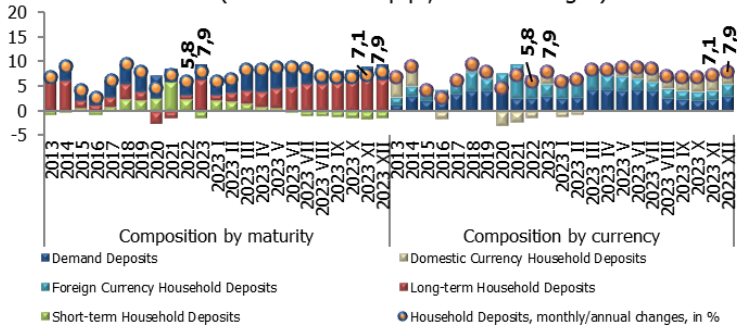 20
15
10
5
0
-5
5,8
7,9
7,1
7,9
5,8
7,9
7,1
7,9
2013
2014
2015
2016
2017
2018
2019
2020
2021
2022
2023
2023 I
2023 II
2023 III
2023 IV
2023 V
2023 VI
2023 VII
2023 VIII
2023 IX
2023 X
2023 XI
2023 XII
2013
2014
2015
2016
2017
2018
2019
2020
2021
2022
2023
2023 I
2023 II
2023 III
2023 IV
2023 V
2023 VI
2023 VII
2023 VIII
2023 IX
2023 X
2023 XI
2023 XII
Composition by maturity
Composition by currency
Demand Deposits
Domestic Currency Household Deposits
Foreign Currency Household Deposits
Long-term Household Deposits
Short-term Household Deposits
Household Deposits, monthly/annual changes, in %